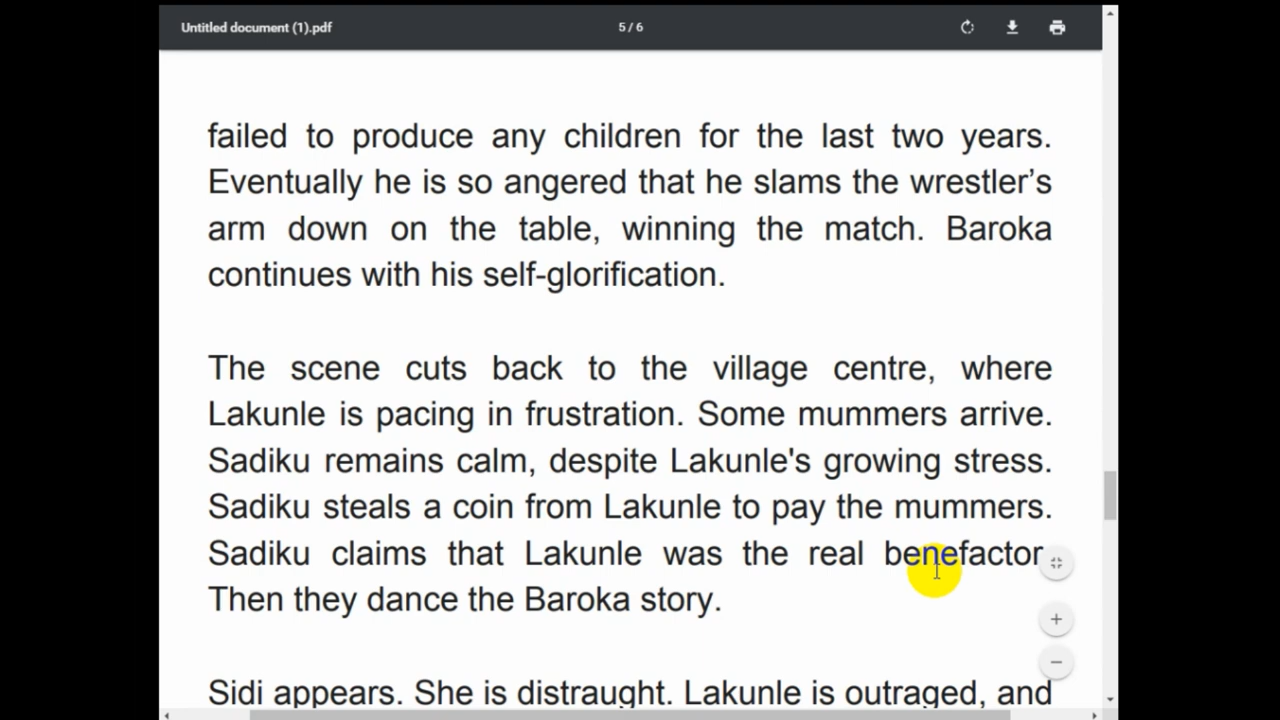 Untitled document (1).pdf
5 / 6
failed to produce any children for the last two years.
Eventually he is so angered that he slams the wrestler’s
arm down on the table, winning the match. Baroka
continues with his self-glorification.
The scene cuts back to the village centre, where
Lakunle is pacing in frustration. Some mummers arrive.
Sadiku remains calm, despite Lakunle's growing stress.
Sadiku steals a coin from Lakunle to pay the mummers.
Sadiku claims that Lakunle was the real benefactor.
Then they dance the Baroka story.
Sidi appears. She is distraught. Lakunle is outraged, and